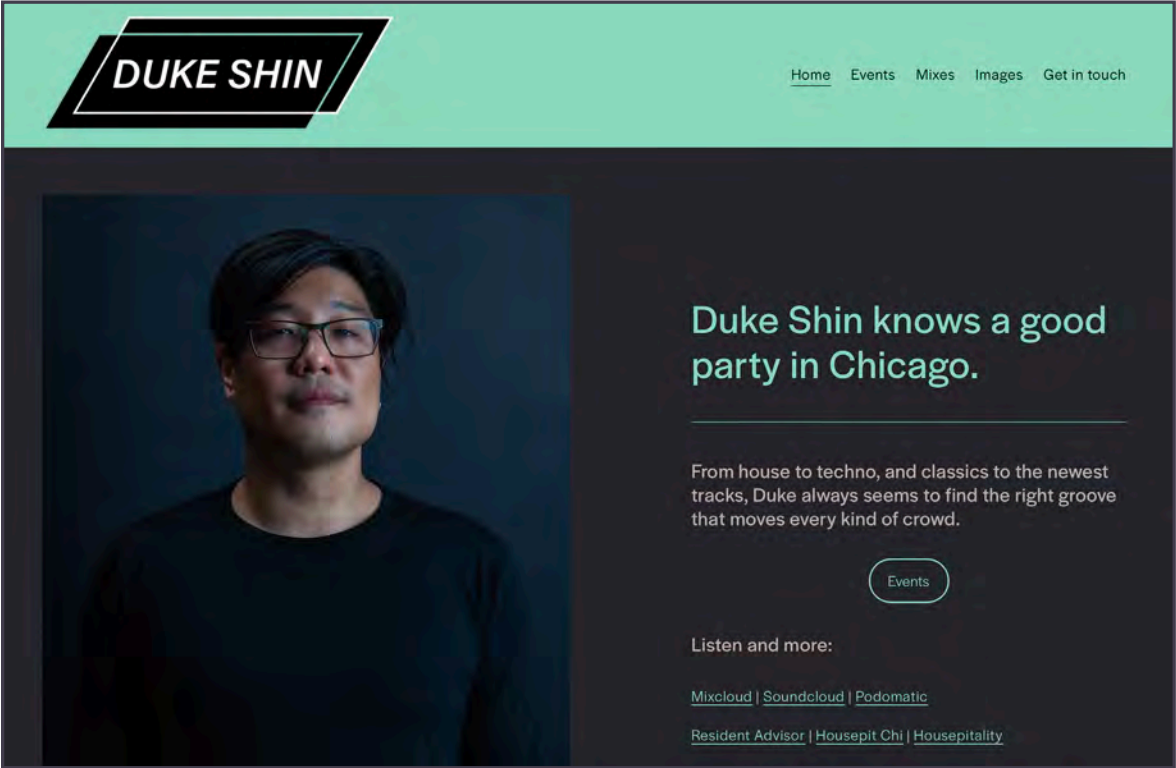 DUKE SHIN
Home Events Mixes Images Get in touch
Duke Shin knows a good
party in Chicago.
From house to techno, and classics to the newest
tracks, Duke always seems to find the right groove
that moves every kind of crowd.
Events
Listen and more:
Mixcloud | Soundcloud | Podomatic
Resident Advisor | Housepit Chi | Housepitality